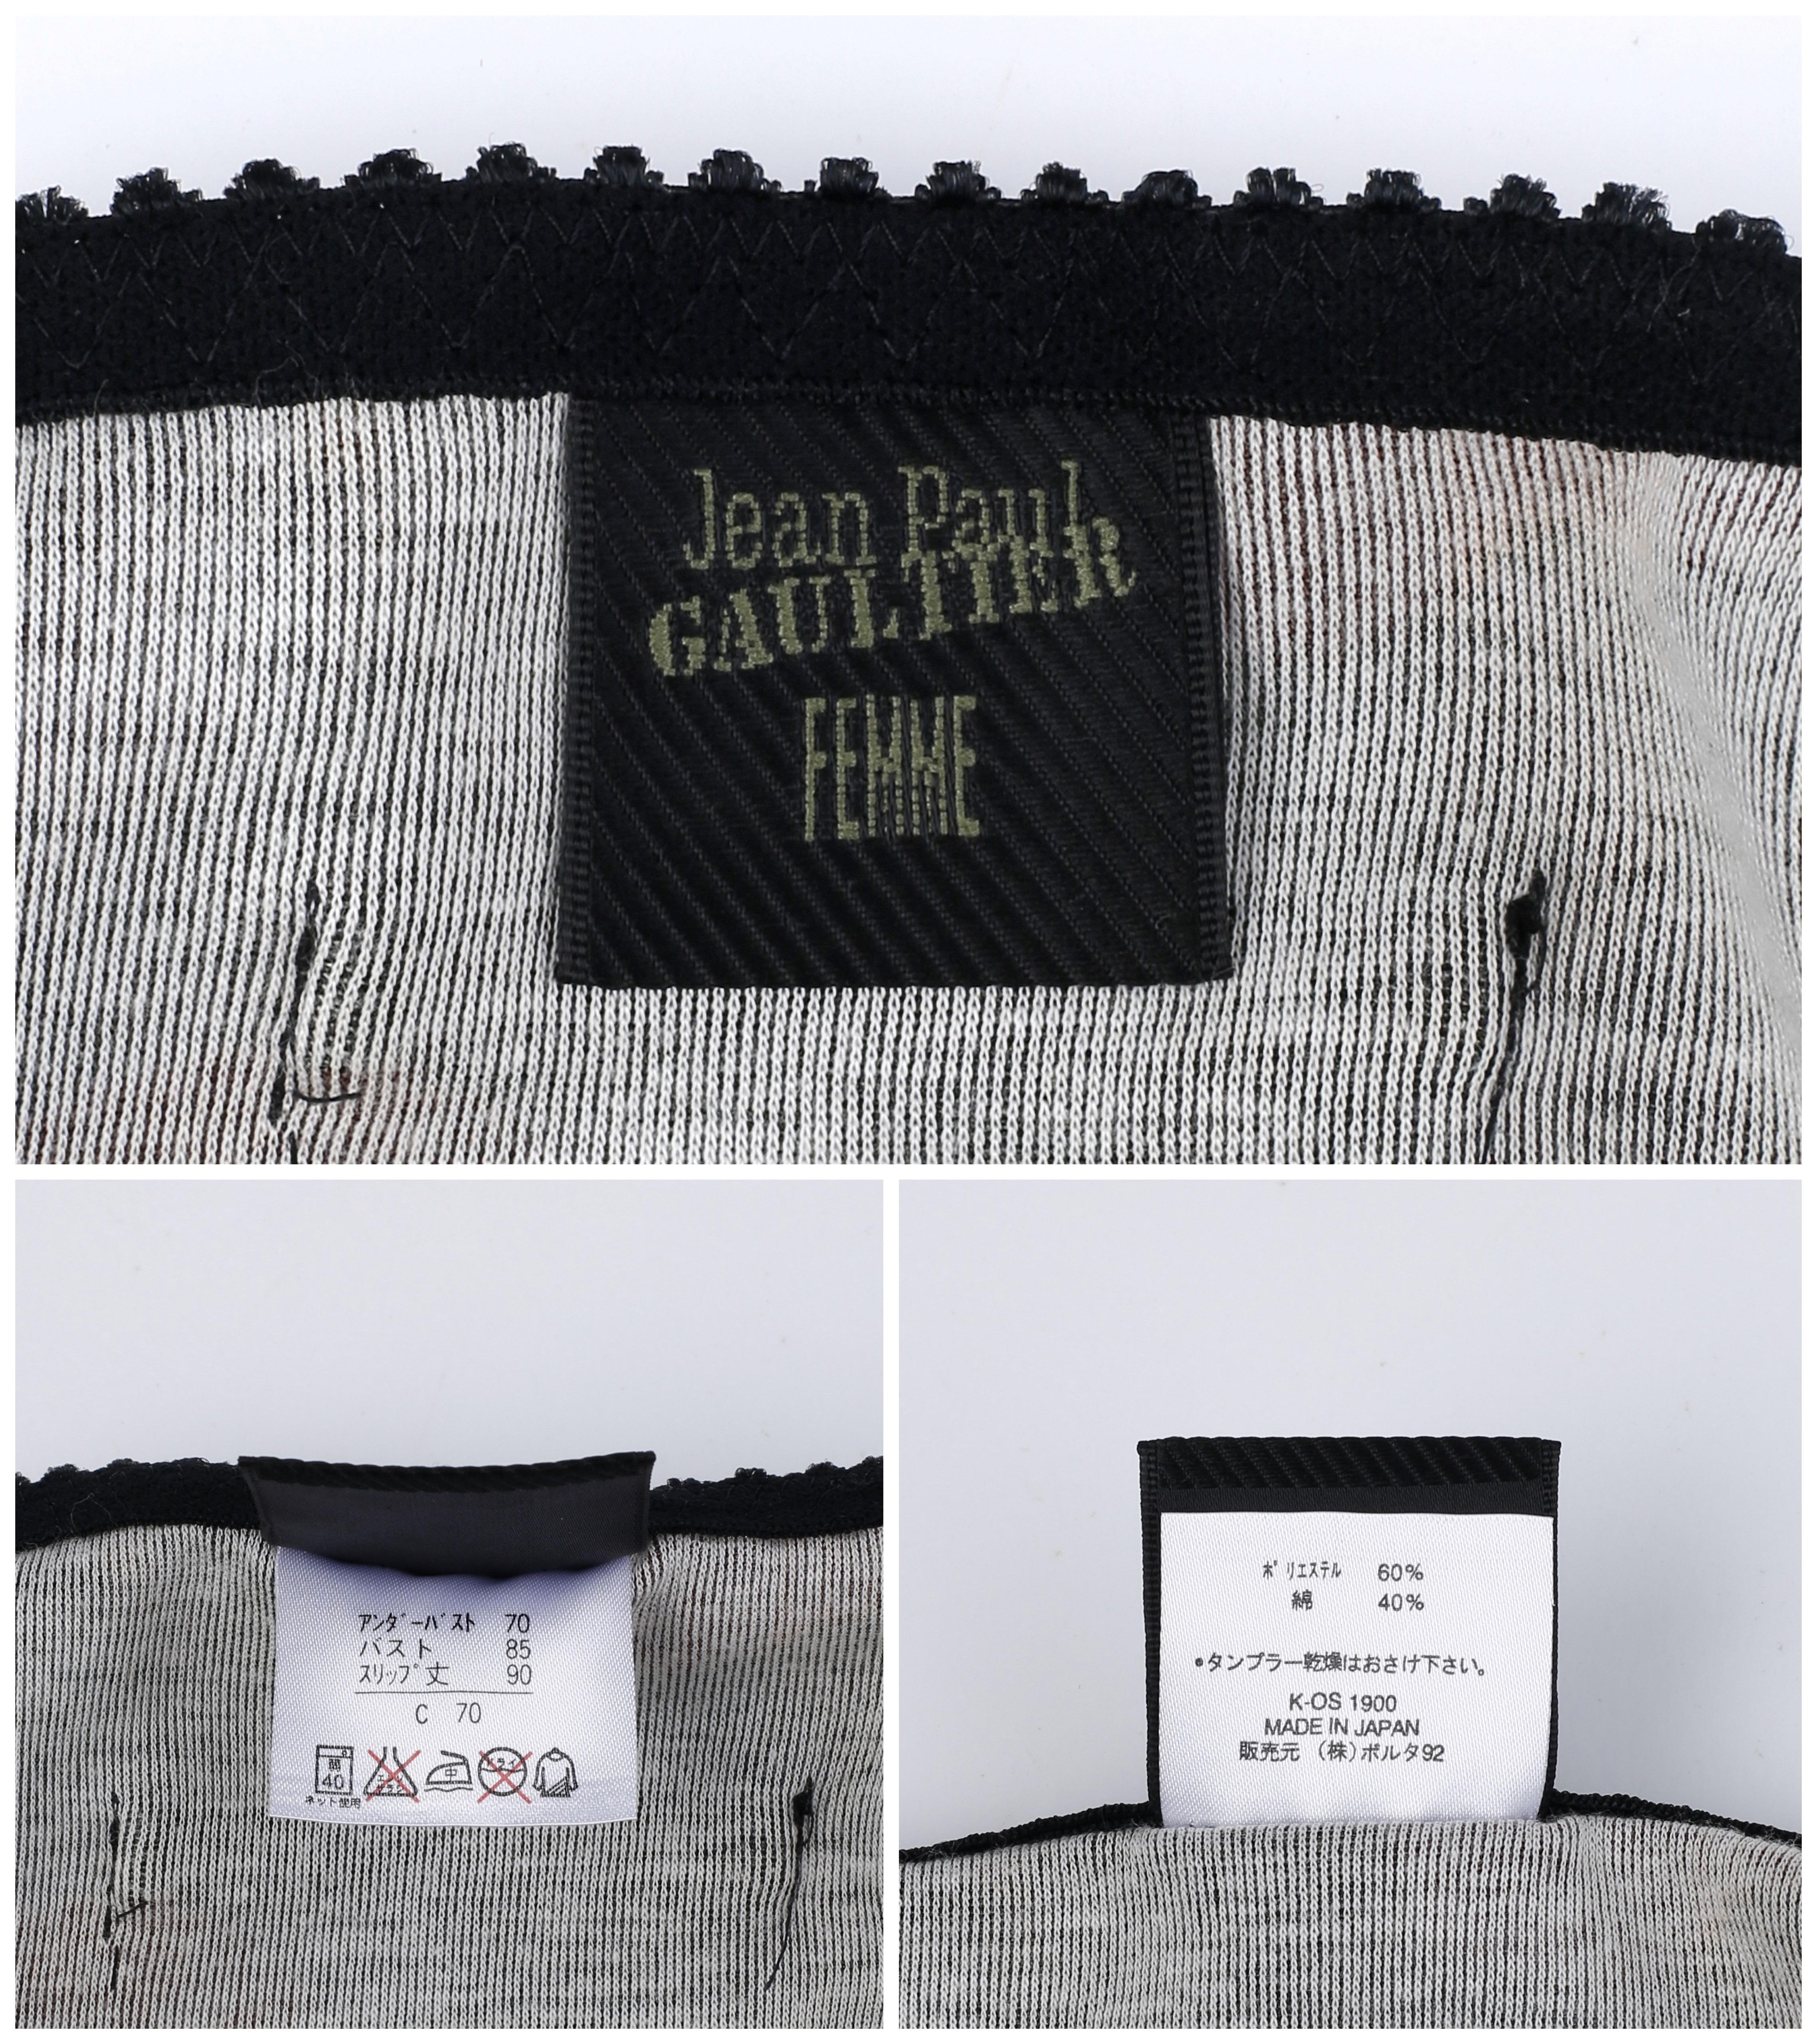 Jean Paul
GAULTIER
FEMME
アンダーバスト 70
バスト 85
スリップ丈 90
C 70
弱 40 中
ネット使用
ポリエステル 60%
綿 40%
•タンブラー乾燥はおさけ下さい。
K-OS 1900
MADE IN JAPAN
販売元 (株)ボルタ92